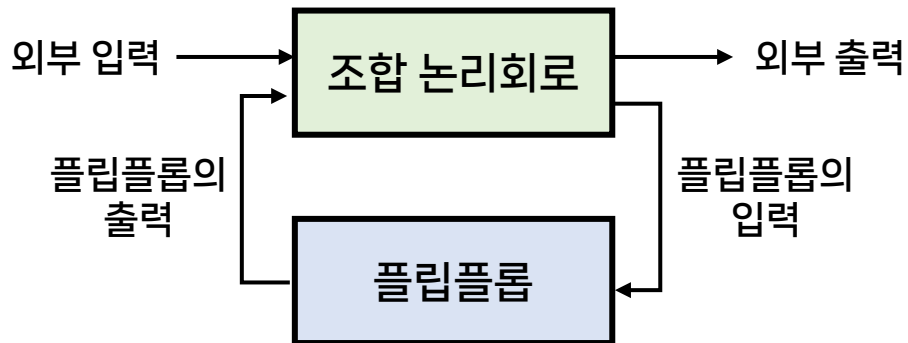 외부 입력
조합 논리회로
외부 출력
플립플롭의
출력
플립플롭의
입력
플립플롭